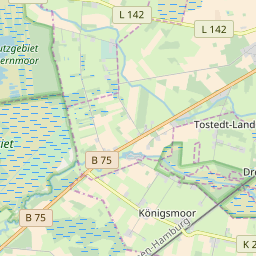 L 142
L 142
utzgebiet
ernmoor
Tostedt-Land
iet
B 75
Dre
B 75
Königsmoor
K 2
en-Hamburg